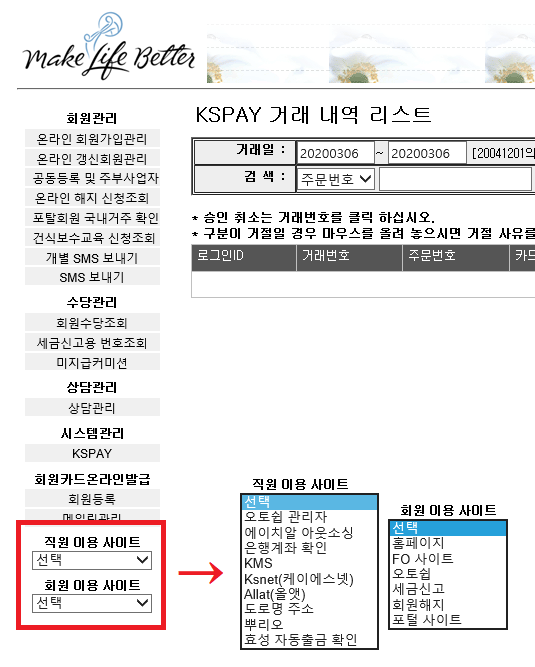 Make Life Better
회원관리
온라인 회원가입관리
온라인 갱신회원관리
공동등록 및 주부사업자
온라인 해지 신청조회
포탈회원 국내거주 확인
건식보수교육 신청조회
개별 SMS 보내기
SMS 보내기
수당관리
회원수당조회
세금신고용 번호조회
미지급커미션
상담관리
상담관리
시스템관리
KSPAY
회원카드온라인발급
회원등록
메일링관리
직원 이용 사이트
선택
회원 이용 사이트
선택
KSPAY 거래 내역 리스트
거래일 : 20200306 ~ 20200306 [20041201의
검 색 : 주문번호
* 승인 취소는 거래번호를 클릭 하십시오.
* 구분이 거절일 경우 마우스를 올려 놓으시면 거절 사유를
로그인ID 거래번호 주문번호 카드
직원 이용 사이트
선택
오토쉽 관리자
에이치알 아웃소싱
은행계좌 확인
KMS
Ksnet(케이에스넷)
Allat(올앳)
도로명 주소
뿌리오
효성 자동출금 확인
회원 이용 사이트
선택
홈페이지
FO 사이트
오토쉽
세금신고
회원해지
포털 사이트